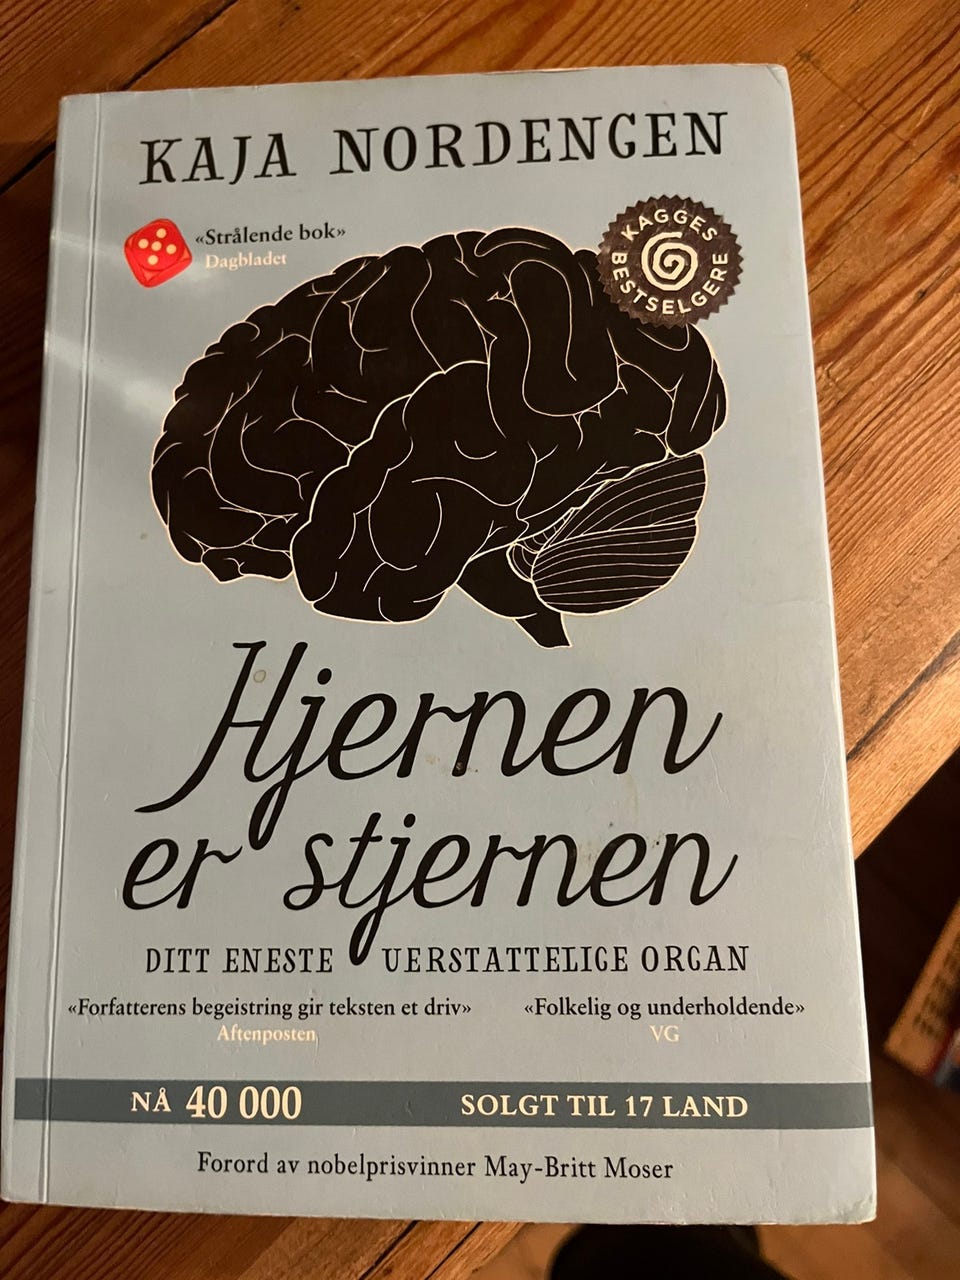 KAJA NORDENGEN
«Strålende bok»
Dagbladet
KAGGES
BESTSELGERE
Hjernen
er stjernen
DITT ENESTE UERSTATTELIGE ORGAN
«Forfatterens begeistring gir teksten et driv»
Aftenposten
«Folkelig og underholdende»
VG
NÅ 40 000
SOLGT TIL 17 LAND
Forord av nobelprisvinner May-Britt Moser